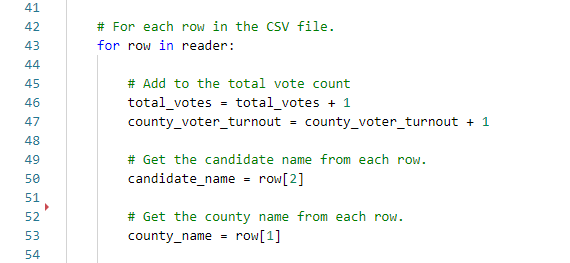 41
42 # For each row in the CSV file.
43 for row in reader:
44
45 # Add to the total vote count
46 total_votes = total_votes + 1
47 county_voter_turnout = county_voter_turnout + 1
48
49 # Get the candidate name from each row.
50 candidate_name = row[2]
51
52 # Get the county name from each row.
53 county_name = row[1]
54